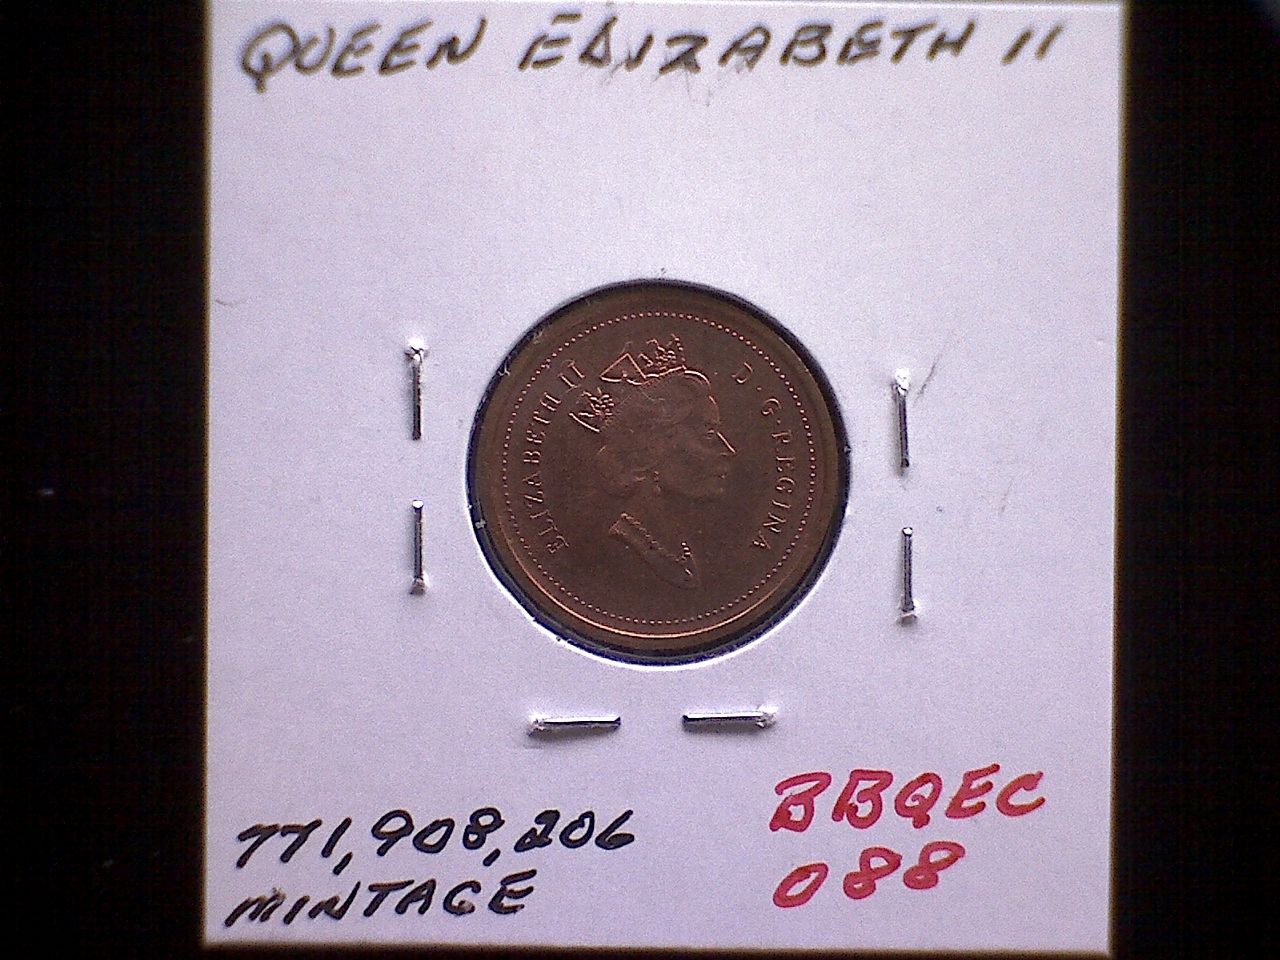 QUEEN ELIZABETH II
ELIZABETH II D·G·REGINA
771,908,206
MINTAGE
BBQEC
088